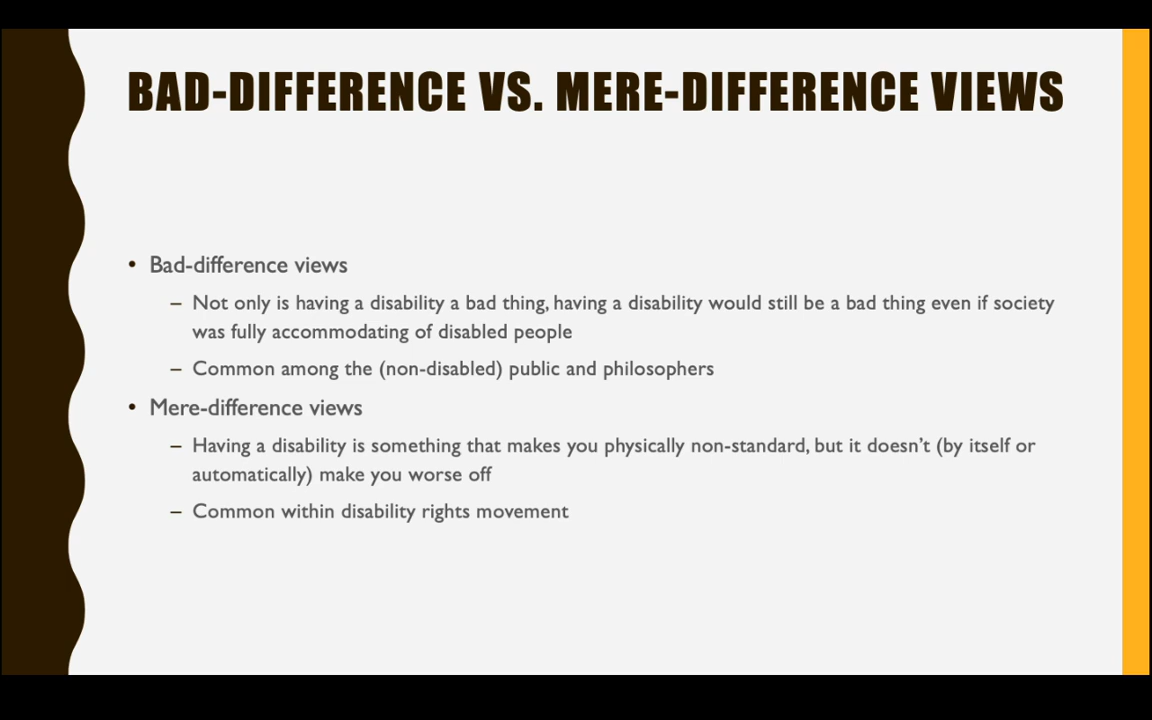 BAD-DIFFERENCE VS. MERE-DIFFERENCE VIEWS
• Bad-difference views
– Not only is having a disability a bad thing, having a disability would still be a bad thing even if society
was fully accommodating of disabled people
– Common among the (non-disabled) public and philosophers
• Mere-difference views
– Having a disability is something that makes you physically non-standard, but it doesn’t (by itself or
automatically) make you worse off
– Common within disability rights movement